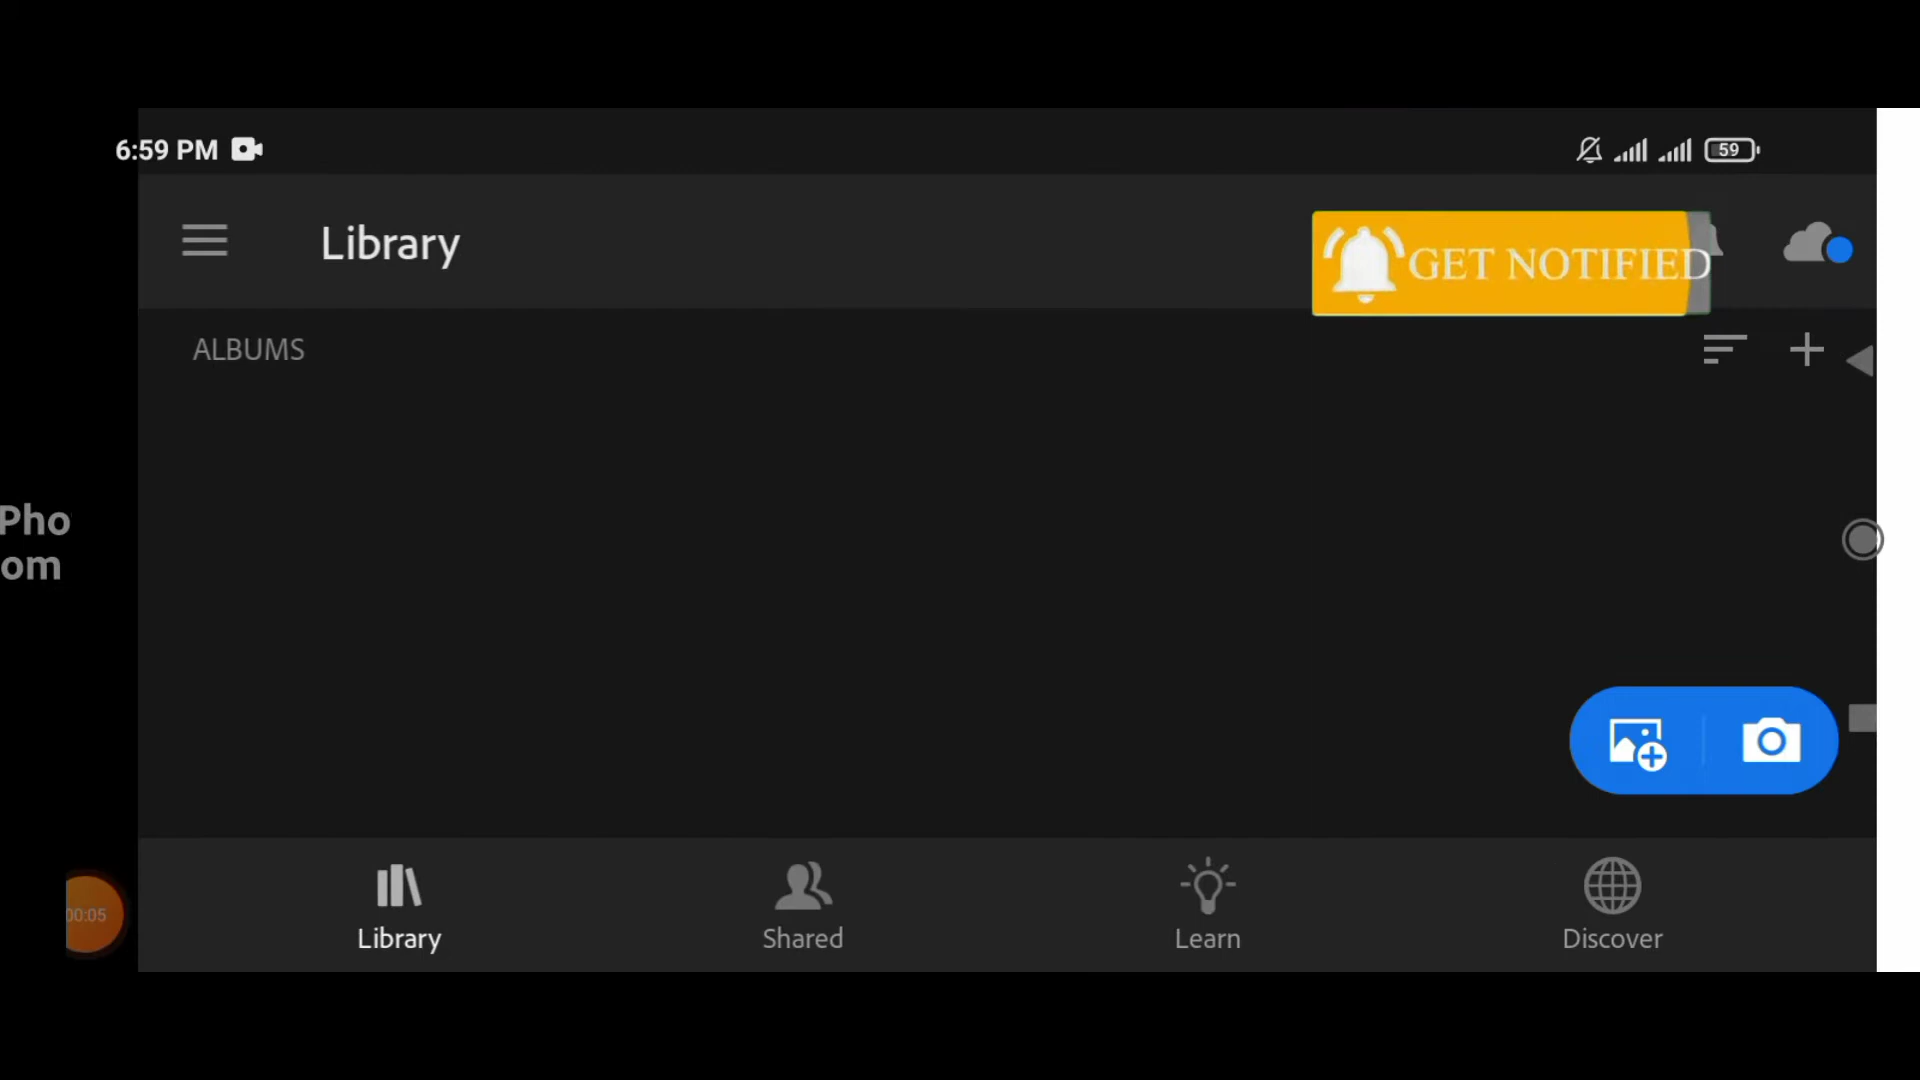 6:59 PM
59
Library
GET NOTIFIED
ALBUMS
Pho
om
00:05
Library
Shared
Learn
Discover